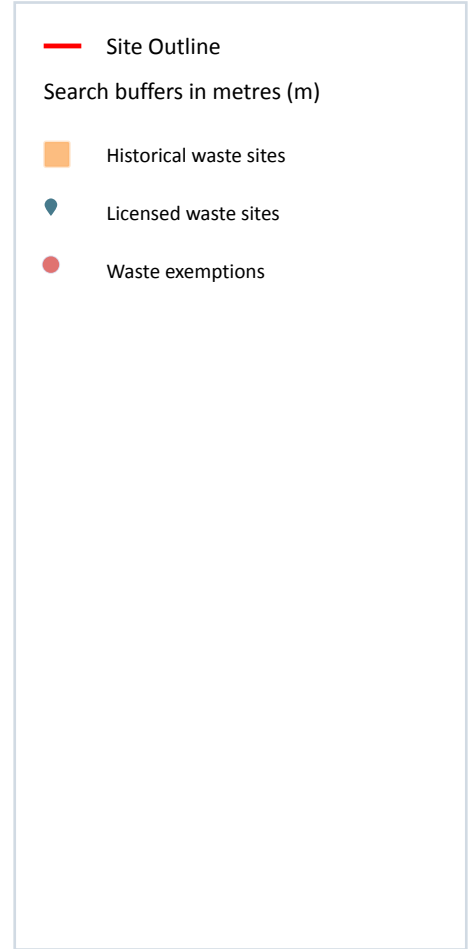 Site Outline
Search buffers in metres (m)
Historical waste sites
Licensed waste sites
Waste exemptions